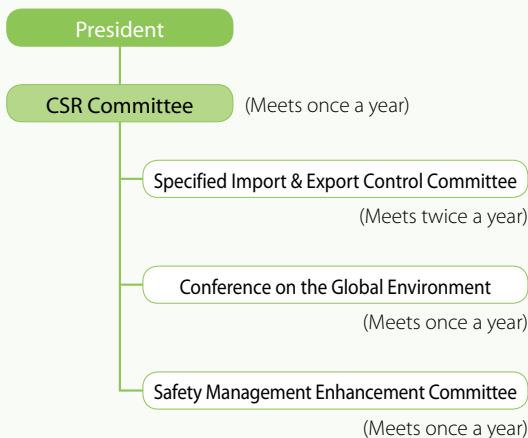 President
CSR Committee (Meets once a year)
Specified Import & Export Control Committee
(Meets twice a year)
Conference on the Global Environment
(Meets once a year)
Safety Management Enhancement Committee
(Meets once a year)